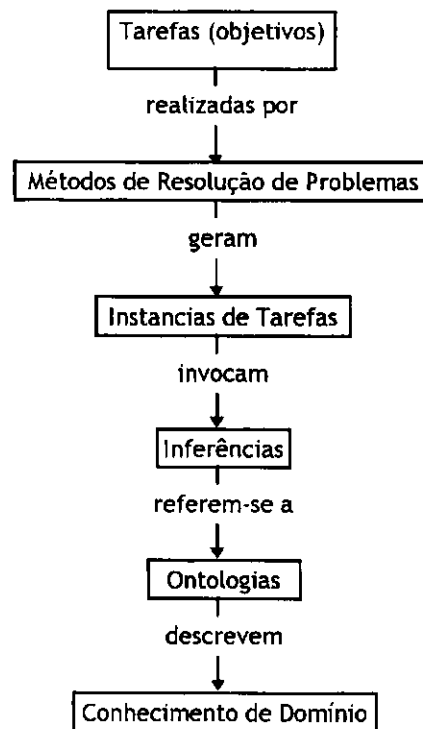 Tarefas (objetivos)
realizadas por
Métodos de Resolução de Problemas
geram
Instancias de Tarefas
invocam
Inferências
referem-se a
Ontologias
descrevem
Conhecimento de Domínio